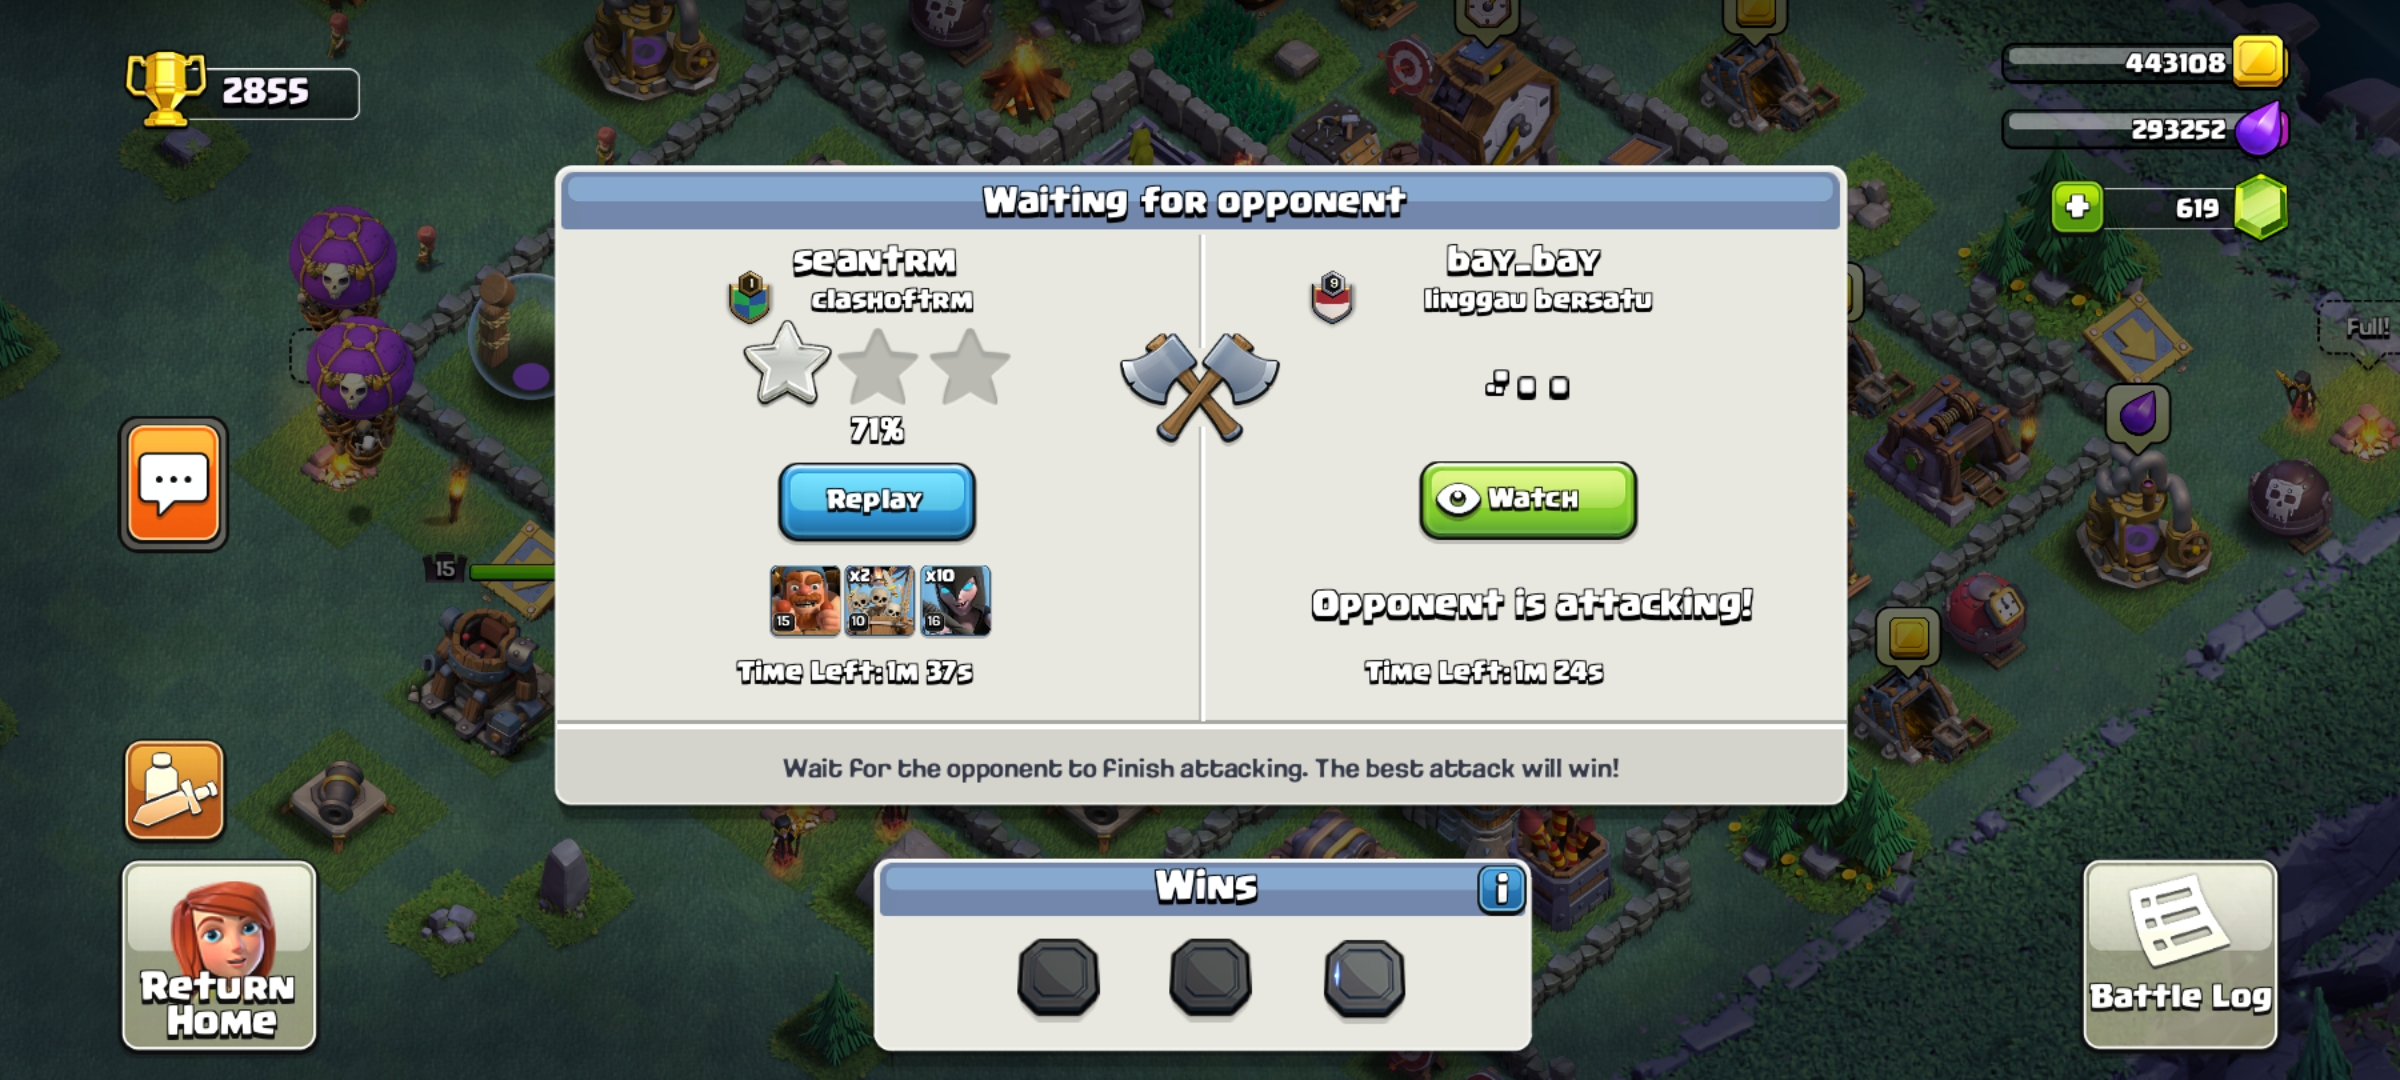 2855
443108
293252
619
Waiting for opponent
seantrm
1
clashoftrm
71%
Replay
15
x2
10
x10
16
Time Left: 1m 37s
bay_bay
9
linggau bersatu
Watch
Opponent is attacking!
Time Left: 1m 24s
Wait for the opponent to finish attacking. The best attack will win!
Full!
15
Wins
i
Return
Home
Battle Log